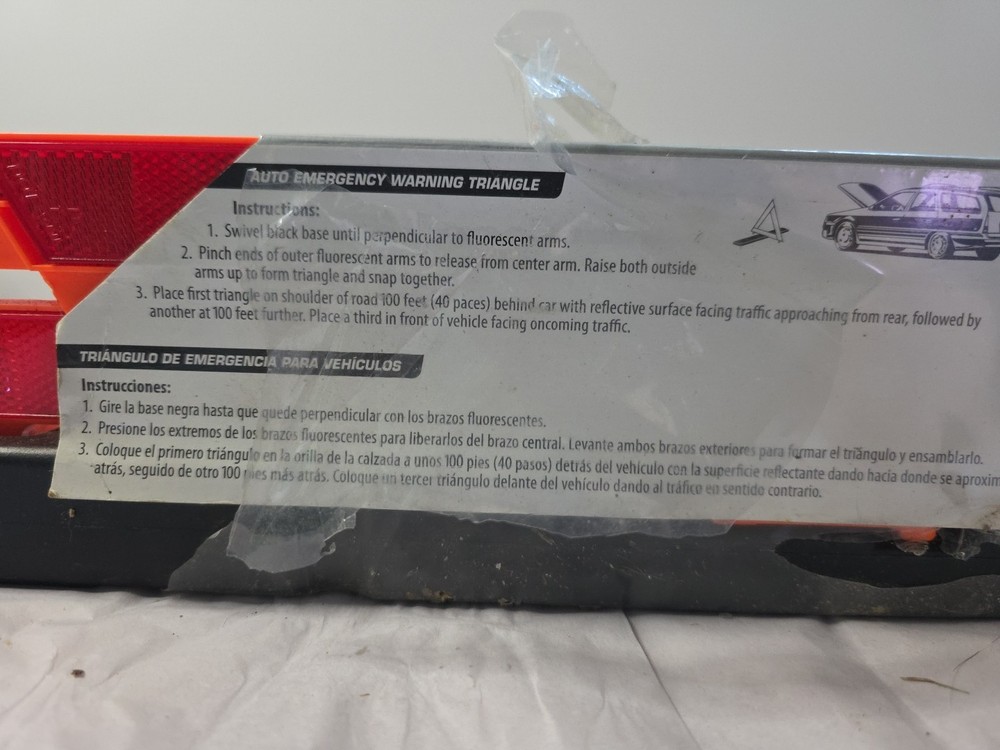 AUTO EMERGENCY WARNING TRIANGLE
Instructions:
1. Swivel black base until perpendicular to fluorescent arms.
2. Pinch ends of outer fluorescent arms to release from center arm. Raise both outside
arms up to form triangle and snap together.
3. Place first triangle on shoulder of road 100 feet (40 paces) behind car with reflective surface facing traffic approaching from rear, followed by
another at 100 feet further. Place a third in front of vehicle facing oncoming traffic.
TRIÁNGULO DE EMERGENCIA PARA VEHÍCULOS
Instrucciones:
1. Gire la base negra hasta que quede perpendicular con los brazos fluorescentes.
2. Presione los extremos de los brazos fluorescentes para liberarlos del brazo central. Levante ambos brazos exteriores para formar el triángulo y ensamblarlo.
3. Coloque el primero triángulo en la orilla de la calzada a unos 100 pies (40 pasos) detrás del vehículo con la superficie reflectante dando hacia donde se aproxim
atrás, seguido de otro 100 pies más atrás. Coloque un tercer triángulo delante del vehículo dando al tráfico en sentido contrario.